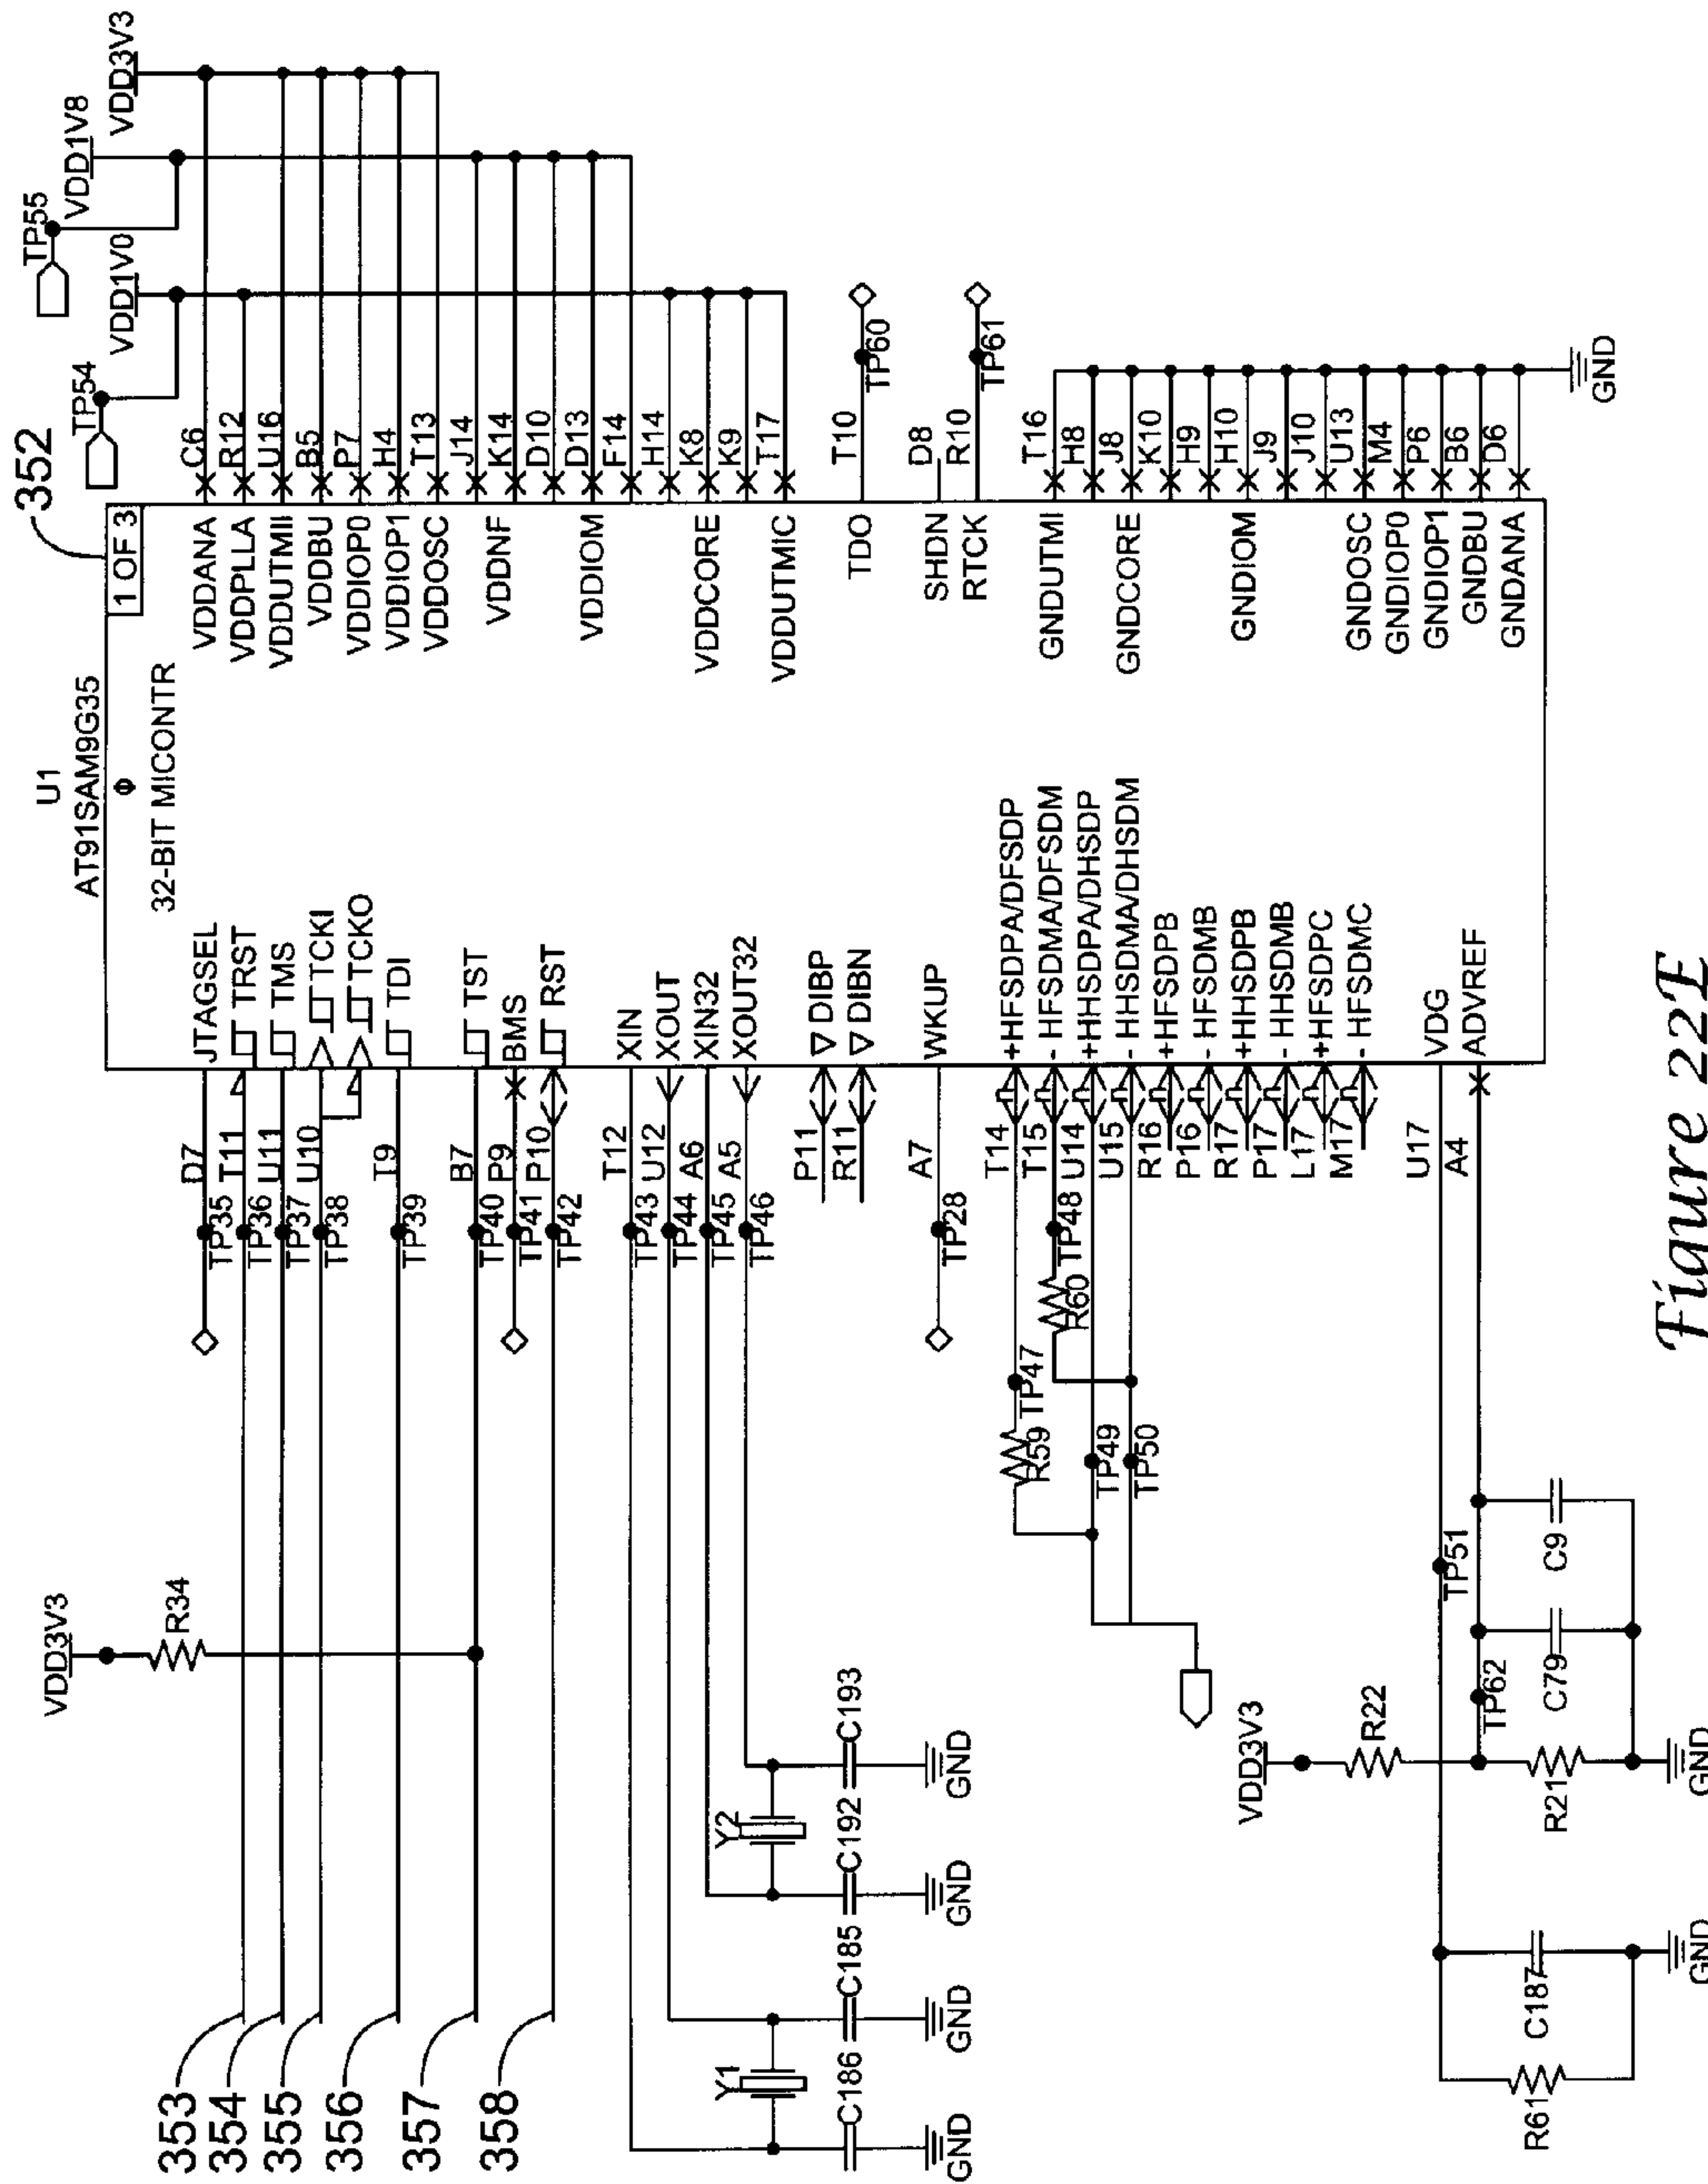 352
TP54
TP55
VDD1V0
VDD1V8
VDD3V3
U1
AT91SAM9G35
Φ
32-BIT MICONTR
1 OF 3
VDDANA C6
VDDPLLA R12
VDDUTMII U16
VDDBU B5
VDDIOP0 P7
VDDIOP1 H4
VDDOSC T13
J14
VDDNF K14
D10
VDDIOM D13
F14
H14
VDDCORE K8
K9
VDDUTMIC T17
TDO T10 TP60
SHDN D8
RTCK R10 TP61
GNDUTMI T16
H8
GNDCORE J8
K10
H9
GNDIOM H10
J9
J10
GNDOSC U13
GNDIOP0 M4
GNDIOP1 P6
GNDBU B6
GNDANA D6
GND
353
354
355
356
357
358
VDD3V3
R34
TP35 D7 JTAGSEL
TP36 T11 TRST
TP37 U11 TMS
TP38 U10 TCKI
TCKO
TP39 T9 TDI
TP40 B7 TST
TP41 P9 BMS
TP42 P10 RST
TP43 T12 XIN
TP44 U12 XOUT
TP45 A6 XIN32
TP46 A5 XOUT32
P11 DIBP
R11 DIBN
TP28 A7 WKUP
Y1
C186
C185
Y2
C192
C193
GND
GND
GND
GND
R59 TP47 T14 n +HFSDPA/DFSDP
R60 TP48 T15 n -HFSDMA/DFSDM
TP49 U14 n +HHSDPA/DHSDP
TP50 U15 n -HHSDMA/DHSDM
R16 n +HFSDPB
P16 n -HFSDMB
R17 n +HHSDPB
P17 n -HHSDMB
L17 n +HFSDPC
M17 n -HFSDMC
TP51 U17 VDG
A4 ADVREF
VDD3V3
R22
TP62
R21
C79
C9
GND
R61
C187
GND
Figure 22E